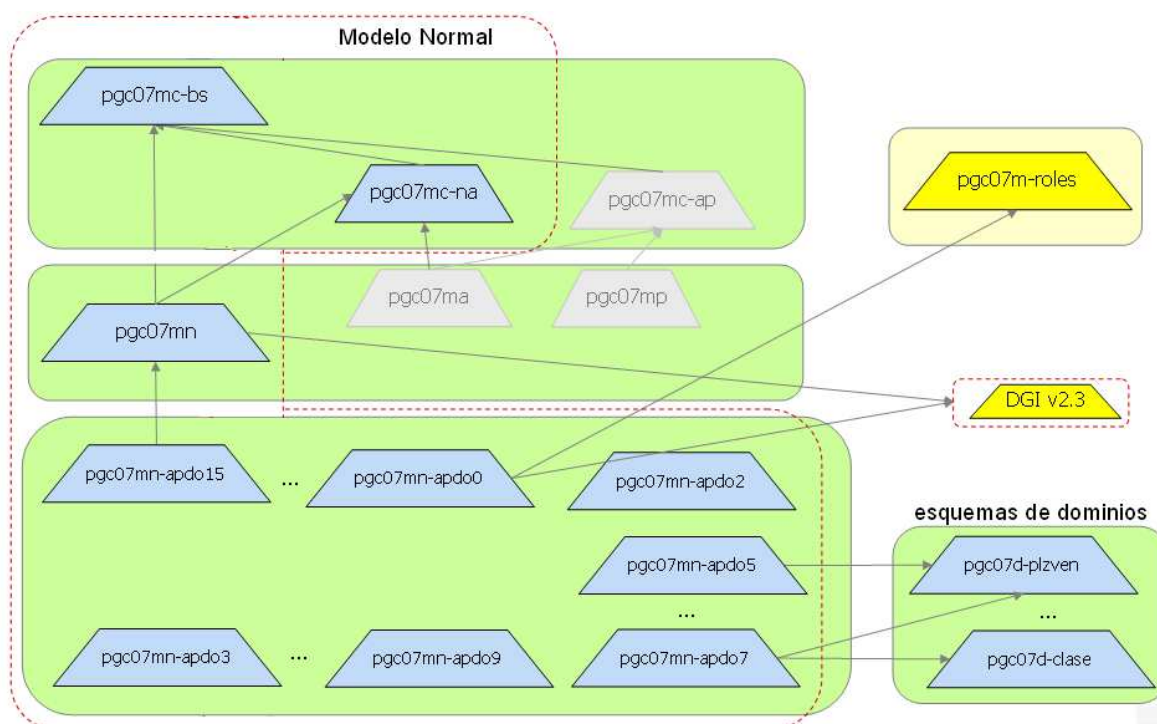 Modelo Normal
pgc07mc-bs
pgc07mc-na
pgc07mc-ap
pgc07m-roles
pgc07ma
pgc07mp
pgc07mn
DGI v2.3
pgc07mn-apdo15
...
pgc07mn-apdo0
pgc07mn-apdo2
esquemas de dominios
pgc07mn-apdo5
pgc07d-plzven
...
...
pgc07mn-apdo3
...
pgc07mn-apdo9
pgc07mn-apdo7
pgc07d-clase